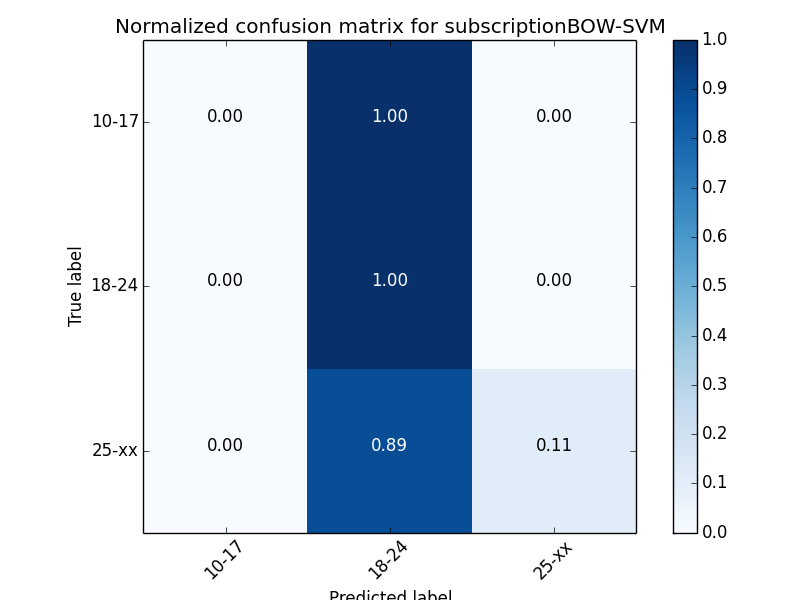 Normalized confusion matrix for subscriptionBOW-SVM
10-17 0.00 1.00 0.00
18-24 0.00 1.00 0.00
25-xx 0.00 0.89 0.11
True label
10-17 18-24 25-xx
Predicted label
1.0
0.9
0.8
0.7
0.6
0.5
0.4
0.3
0.2
0.1
0.0